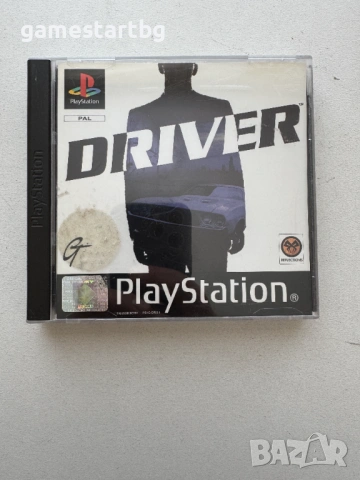 gamestartbg
PlayStation
PAL
DRIVER
PlayStation
GT
PlayStation®
bazar